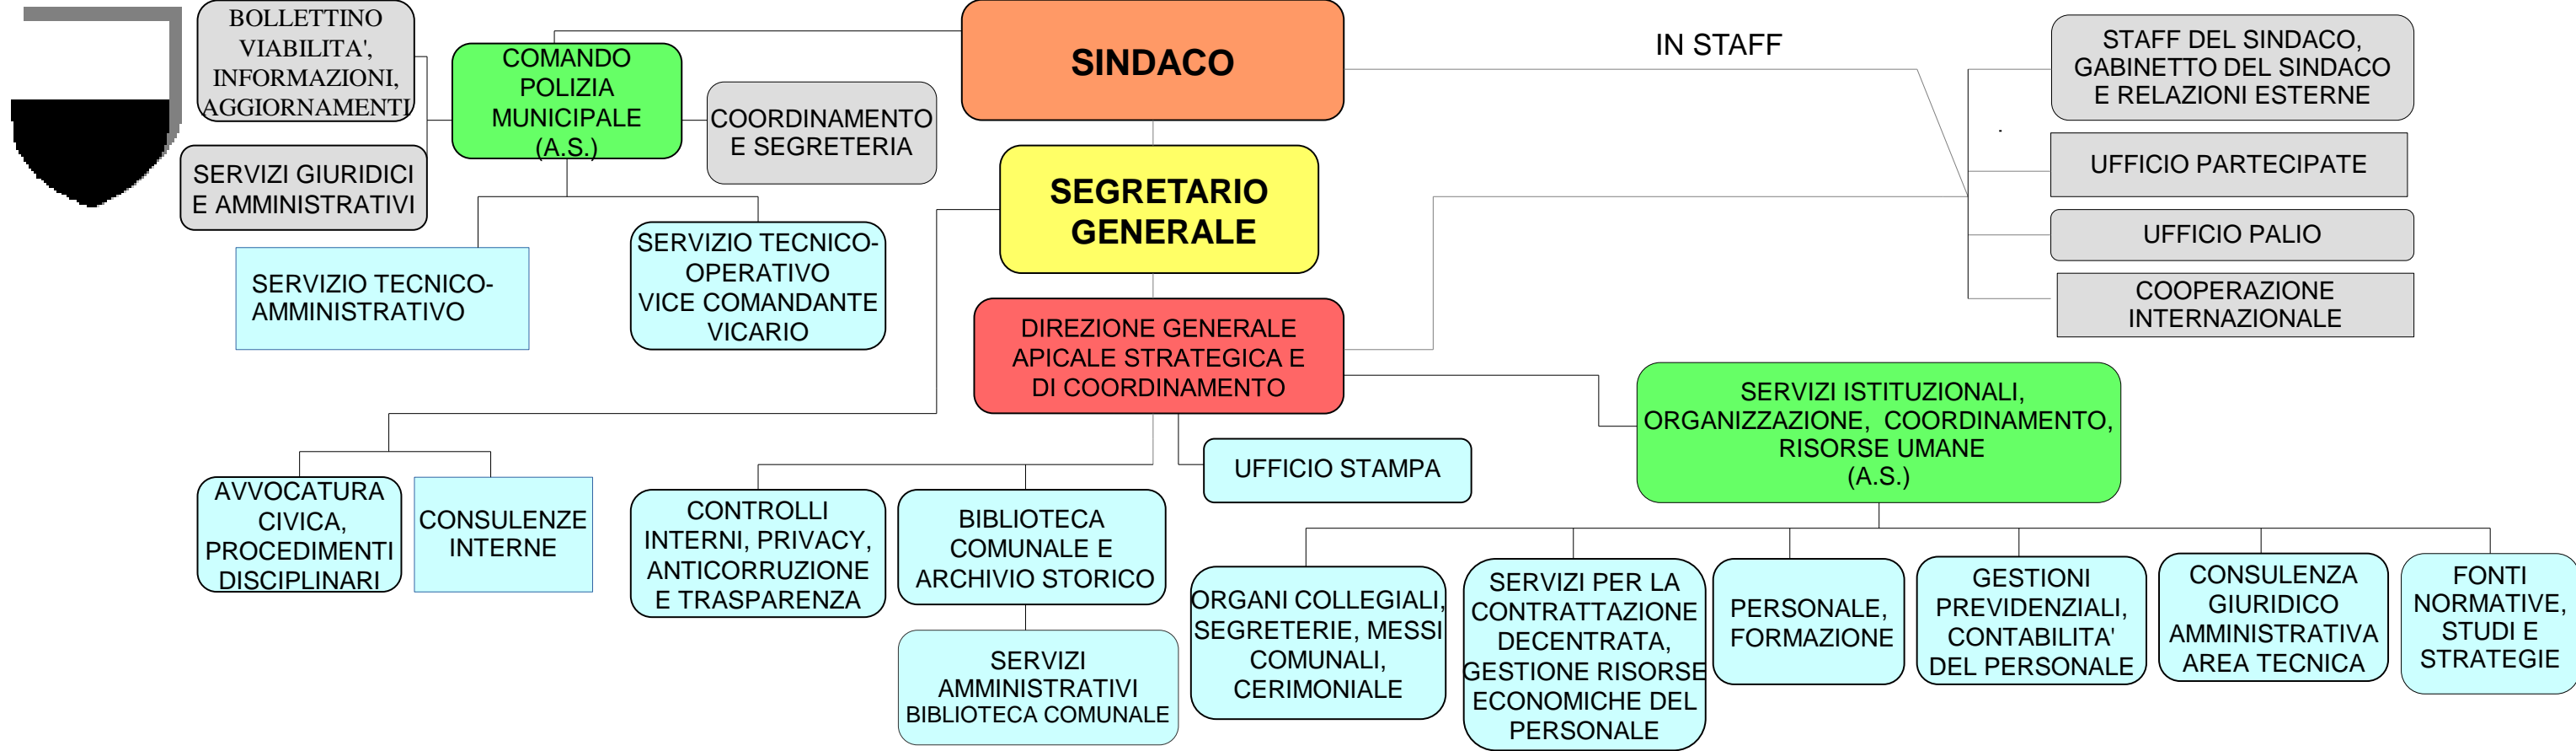 BOLLETTINO
VIABILITA',
INFORMAZIONI,
AGGIORNAMENTI
COMANDO
POLIZIA
MUNICIPALE
(A.S.)
SINDACO
IN STAFF
STAFF DEL SINDACO,
GABINETTO DEL SINDACO
E RELAZIONI ESTERNE
COORDINAMENTO
E SEGRETERIA
SERVIZI GIURIDICI
E AMMINISTRATIVI
SEGRETARIO
GENERALE
UFFICIO PARTECIPATE
UFFICIO PALIO
SERVIZIO TECNICO-
AMMINISTRATIVO
SERVIZIO TECNICO-
OPERATIVO
VICE COMANDANTE
VICARIO
COOPERAZIONE
INTERNAZIONALE
DIREZIONE GENERALE
APICALE STRATEGICA E
DI COORDINAMENTO
SERVIZI ISTITUZIONALI,
ORGANIZZAZIONE, COORDINAMENTO,
RISORSE UMANE
(A.S.)
UFFICIO STAMPA
AVVOCATURA
CIVICA,
PROCEDIMENTI
DISCIPLINARI
CONSULENZE
INTERNE
CONTROLLI
INTERNI, PRIVACY,
ANTICORRUZIONE
E TRASPARENZA
BIBLIOTECA
COMUNALE E
ARCHIVIO STORICO
SERVIZI
AMMINISTRATIVI
BIBLIOTECA COMUNALE
ORGANI COLLEGIALI,
SEGRETERIE, MESSI
COMUNALI,
CERIMONIALE
SERVIZI PER LA
CONTRATTAZIONE
DECENTRATA,
GESTIONE RISORSE
ECONOMICHE DEL
PERSONALE
PERSONALE,
FORMAZIONE
GESTIONI
PREVIDENZIALI,
CONTABILITA'
DEL PERSONALE
CONSULENZA
GIURIDICO
AMMINISTRATIVA
AREA TECNICA
FONTI
NORMATIVE,
STUDI E
STRATEGIE